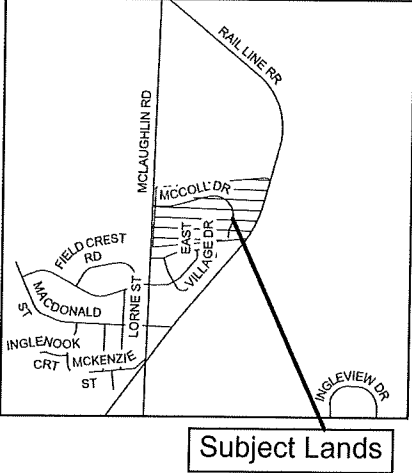 RAIL LINE RR
MCLAUGHLIN RD
MCCOLL DR
EAST
VILLAGE DR
FIELD CREST
RD
MACDONALD
ST
LORNE ST
INGLENOOK
CRT
MCKENZIE
ST
INGLEVIEW DR
Subject Lands